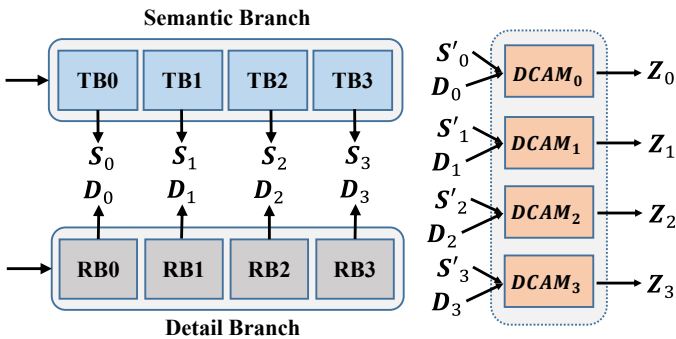 Semantic Branch
TB0 TB1 TB2 TB3
S₀ S₁ S₂ S₃
D₀ D₁ D₂ D₃
RB0 RB1 RB2 RB3
Detail Branch
S'₀
D₀
DCAM₀
Z₀
S'₁
D₁
DCAM₁
Z₁
S'₂
D₂
DCAM₂
Z₂
S'₃
D₃
DCAM₃
Z₃